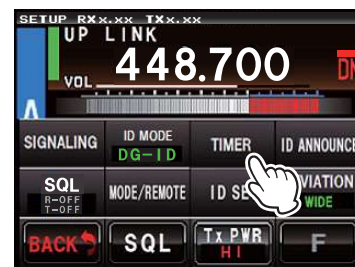 SETUP RXx.xx TXx.xx
UP LINK
VOL 448.700
A
SIGNALING ID MODE DG-ID TIMER ID ANNOUNCE
SQL R-OFF T-OFF MODE/REMOTE ID SE VIATION WIDE
BACK SQL Tx PWR HI F